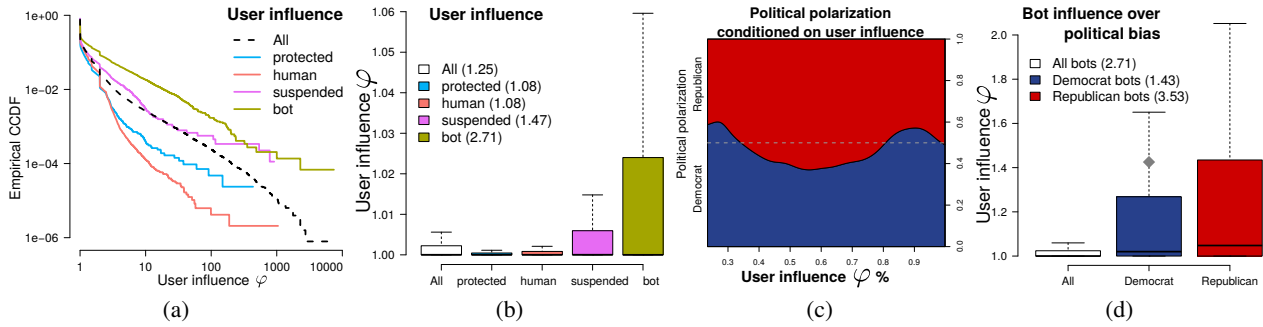 User influence
All
protected
human
suspended
bot
Empirical CCDF
1e−06 1e−04 1e−02 1e+00
1 10 100 1000 10000
User influence φ
(a)
User influence
All (1.25)
protected (1.08)
human (1.08)
suspended (1.47)
bot (2.71)
User influence φ
1.00 1.01 1.02 1.03 1.04 1.05 1.06
All protected human suspended bot
(b)
Political polarization
conditioned on user influence
Political polarization
Democrat Republican
0.0 0.2 0.4 0.6 0.8 1.0
0.3 0.5 0.6 0.7 0.8 0.9
User influence φ %
(c)
Bot influence over
political bias
All bots (2.71)
Democrat bots (1.43)
Republican bots (3.53)
User influence φ
1.0 1.2 1.4 1.6 1.8 2.0
All Democrat Republican
(d)